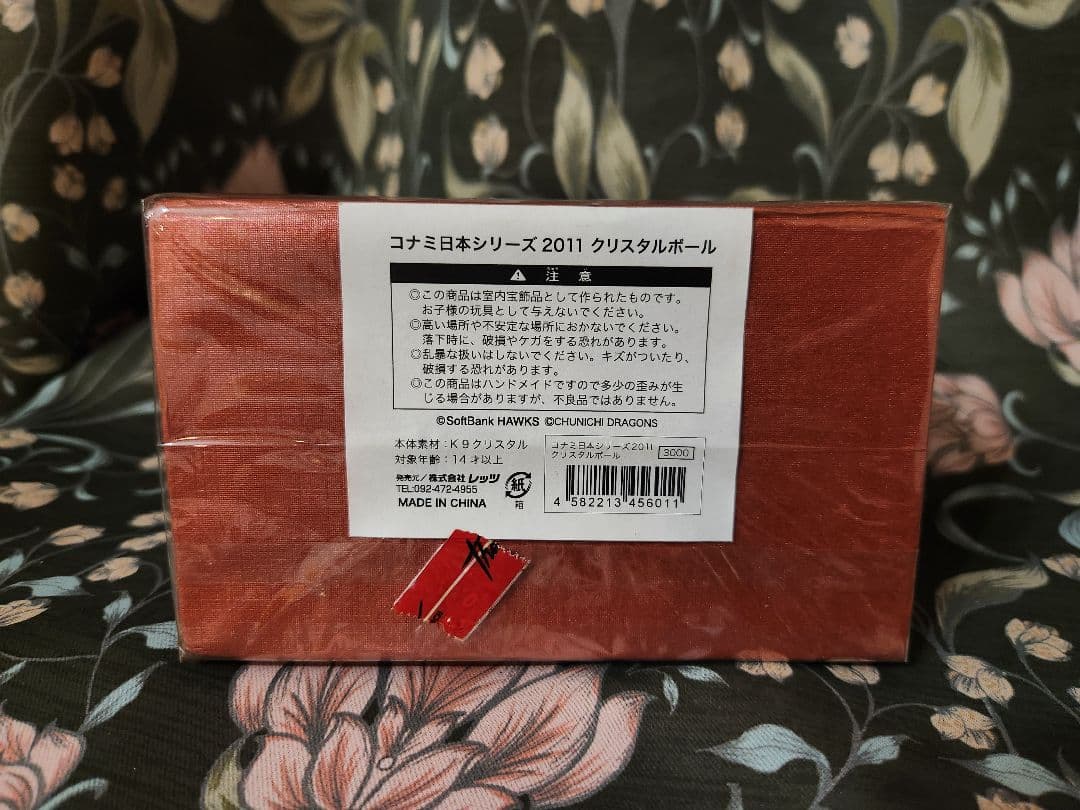 コナミ日本シリーズ 2011 クリスタルボール
⚠ 注意
◎この商品は室内宝飾品として作られたものです。
お子様の玩具として与えないでください。
◎高い場所や不安定な場所におかないでください。
落下時に、破損やケガをする恐れがあります。
◎乱暴な扱いはしないでください。キズがついたり、
破損する恐れがあります。
◎この商品はハンドメイドですので多少の歪みが生
じる場合がありますが、不良品ではありません。
©SoftBank HAWKS ©CHUNICHI DRAGONS
本体素材：K9クリスタル
対象年齢：14才以上
発売元／株式会社 レッツ
TEL:092-472-4955
MADE IN CHINA
紙
箱
コナミ日本シリーズ2011
クリスタルボール
3000
4 582213 456011